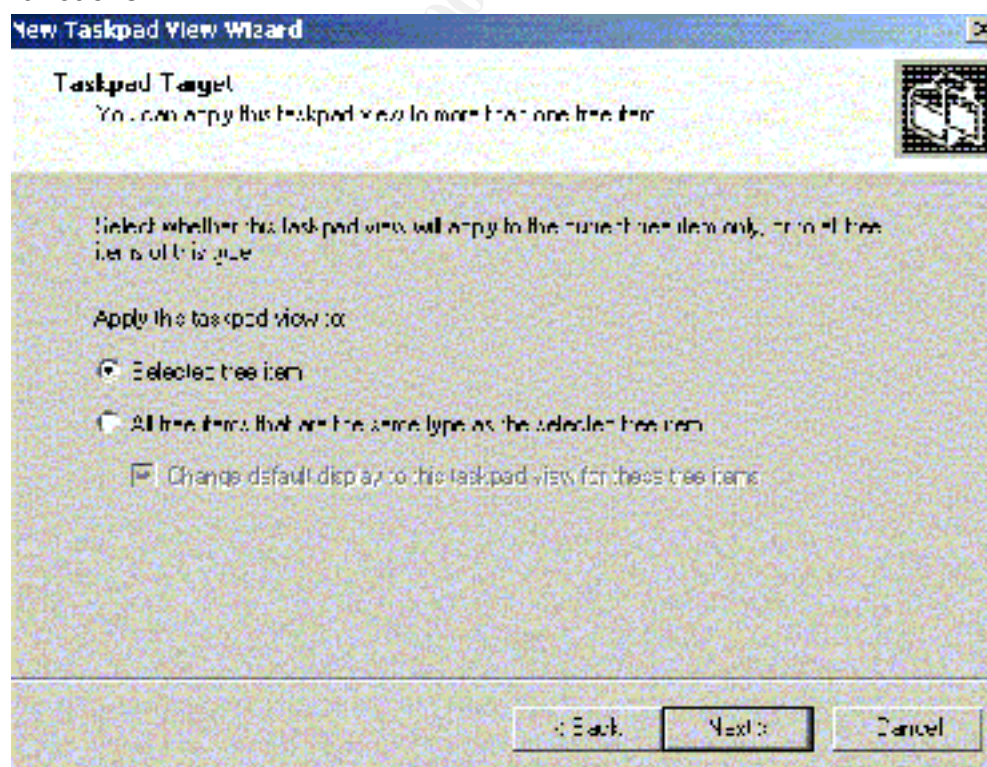 New Taskpad View Wizard
Taskpad Target
You can apply this taskpad view to more than one tree item
Select whether this taskpad view will apply to the current tree item only, or to all tree
items of this type
Apply this taskpad view to:
Selected tree item
All tree items that are the same type as the selected tree item
Change default display to this taskpad view for these tree items
< Back
Next >
Cancel